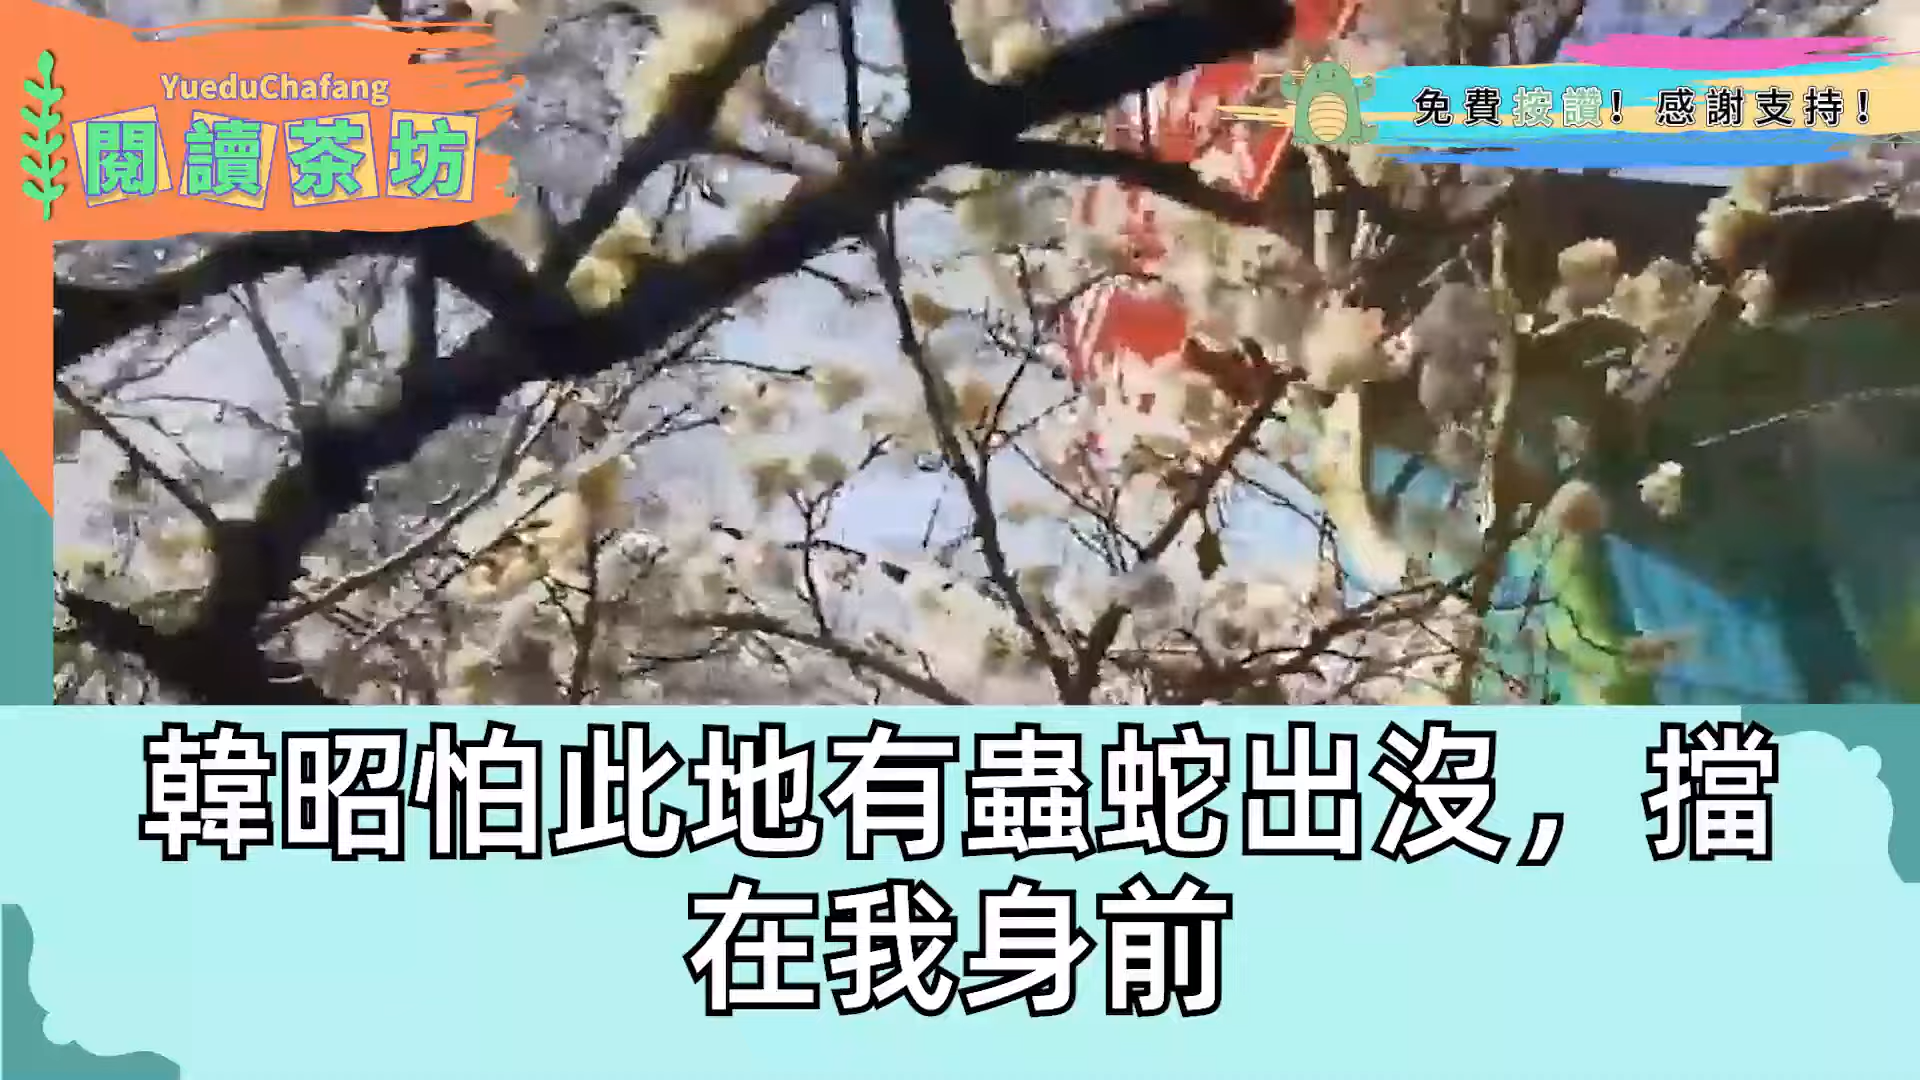 YueduChafang
閱讀茶坊
免費按讚！感謝支持！
韓昭怕此地有蟲蛇出沒，擋
在我身前